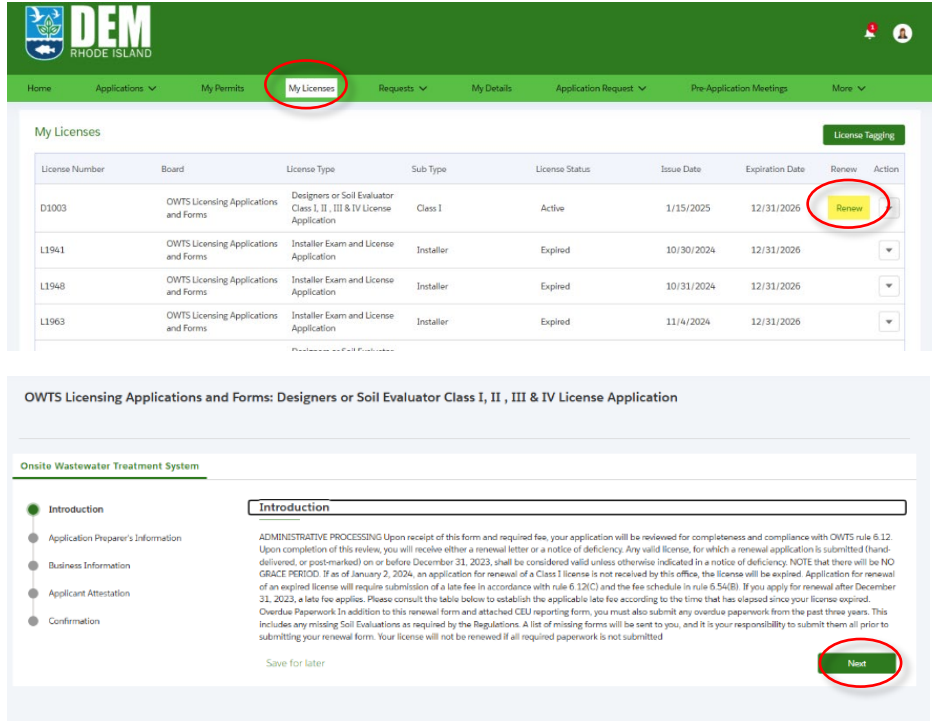 DEM
RHODE ISLAND
1
Home Applications My Permits My Licenses Requests My Details Application Request Pre-Application Meetings More
My Licenses
License Tagging
License Number Board License Type Sub Type License Status Issue Date Expiration Date Renew Action
D1003 OWTS Licensing Applications and Forms Designers or Soil Evaluator Class I, II , III & IV License Application Class I Active 1/15/2025 12/31/2026 Renew
L1941 OWTS Licensing Applications and Forms Installer Exam and License Application Installer Expired 10/30/2024 12/31/2026
L1948 OWTS Licensing Applications and Forms Installer Exam and License Application Installer Expired 10/31/2024 12/31/2026
L1963 OWTS Licensing Applications and Forms Installer Exam and License Application Installer Expired 11/4/2024 12/31/2026
OWTS Licensing Applications and Forms: Designers or Soil Evaluator Class I, II , III & IV License Application
Onsite Wastewater Treatment System
Introduction
Application Preparer's Information
Business Information
Applicant Attestation
Confirmation
Introduction
ADMINISTRATIVE PROCESSING Upon receipt of this form and required fee, your application will be reviewed for completeness and compliance with OWTS rule 6.12.
Upon completion of this review, you will receive either a renewal letter or a notice of deficiency. Any valid license, for which a renewal application is submitted (hand-
delivered, or post-marked) on or before December 31, 2023, shall be considered valid unless otherwise indicated in a notice of deficiency. NOTE that there will be NO
GRACE PERIOD. If as of January 2, 2024, an application for renewal of a Class I license is not received by this office, the license will be expired. Application for renewal
of an expired license will require submission of a late fee in accordance with rule 6.12(C) and the fee schedule in rule 6.54(B). If you apply for renewal after December
31, 2023, a late fee applies. Please consult the table below to establish the applicable late fee according to the time that has elapsed since your license expired.
Overdue Paperwork In addition to this renewal form and attached CEU reporting form, you must also submit any overdue paperwork from the past three years. This
includes any missing Soil Evaluations as required by the Regulations. A list of missing forms will be sent to you, and it is your responsibility to submit them all prior to
submitting your renewal form. Your license will not be renewed if all required paperwork is not submitted
Save for later
Next